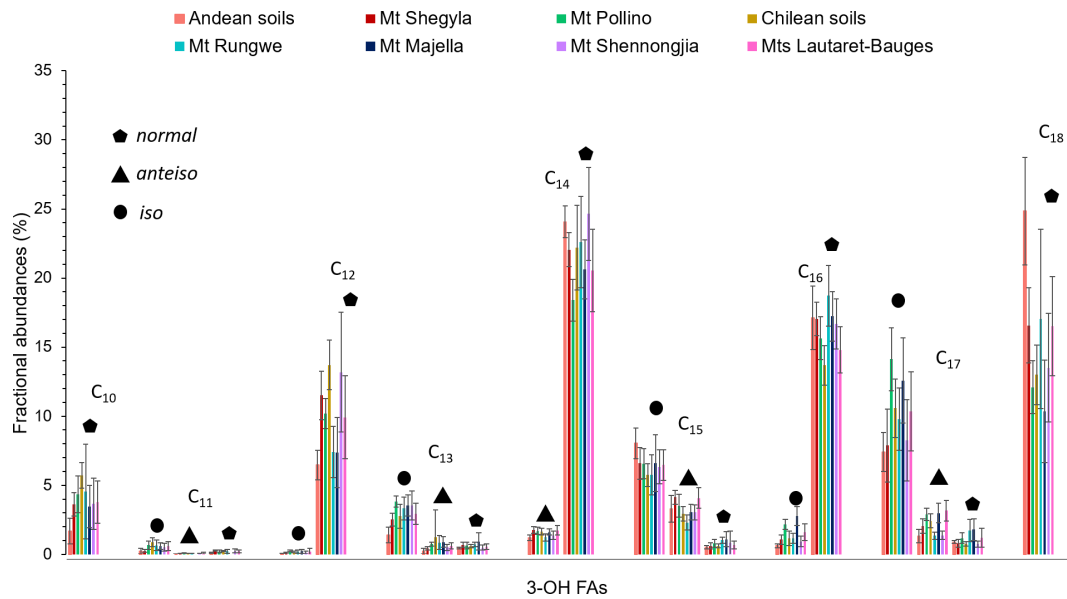 Andean soils Mt Shegyla Mt Pollino Chilean soils
Mt Rungwe Mt Majella Mt Shennongjia Mts Lautaret-Bauges
Fractional abundances (%)
35
30
25
20
15
10
5
0
normal
anteiso
iso
C10
C11
C12
C13
C14
C15
C16
C17
C18
3-OH FAs